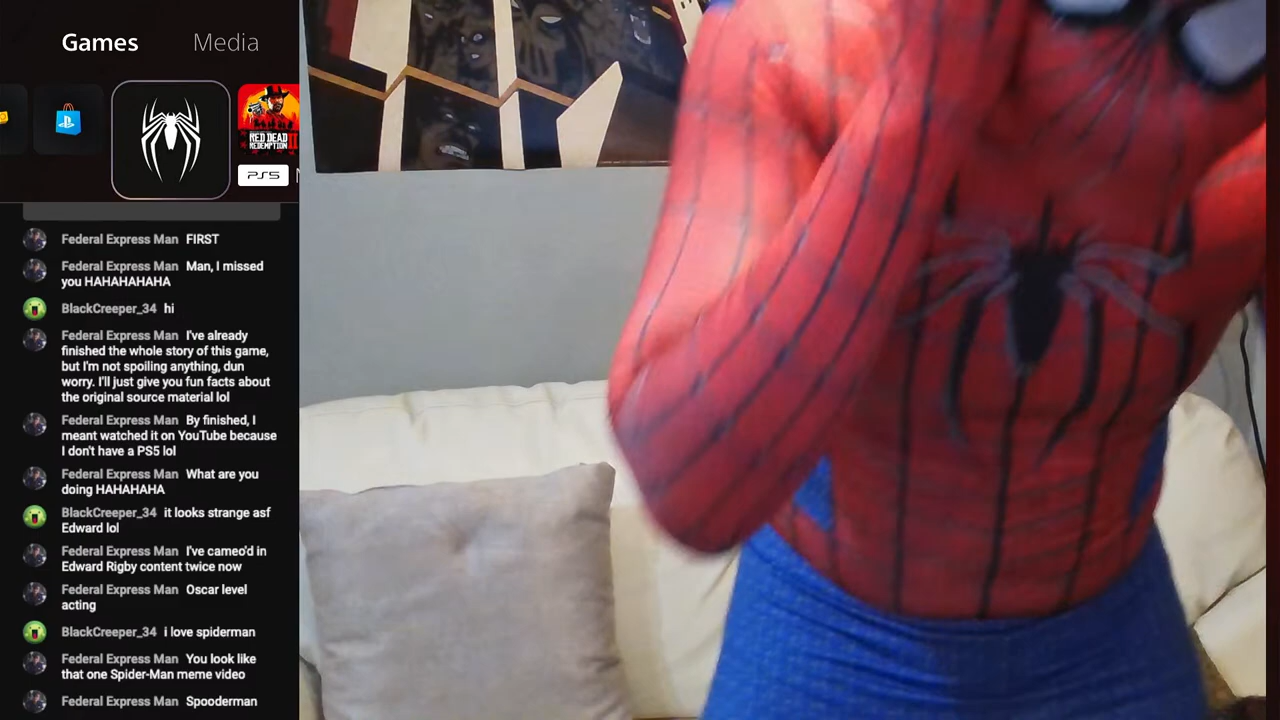 Games Media
RED DEAD
REDEMPTION II
PS5
Federal Express Man FIRST
Federal Express Man Man, I missed
you HAHAHAHAHA
BlackCreeper_34 hi
Federal Express Man I've already
finished the whole story of this game,
but I'm not spoiling anything, dun
worry. I'll just give you fun facts about
the original source material lol
Federal Express Man By finished, I
meant watched it on YouTube because
I don't have a PS5 lol
Federal Express Man What are you
doing HAHAHAHA
BlackCreeper_34 it looks strange asf
Edward lol
Federal Express Man I've cameo'd in
Edward Rigby content twice now
Federal Express Man Oscar level
acting
BlackCreeper_34 i love spiderman
Federal Express Man You look like
that one Spider-Man meme video
Federal Express Man Spooderman